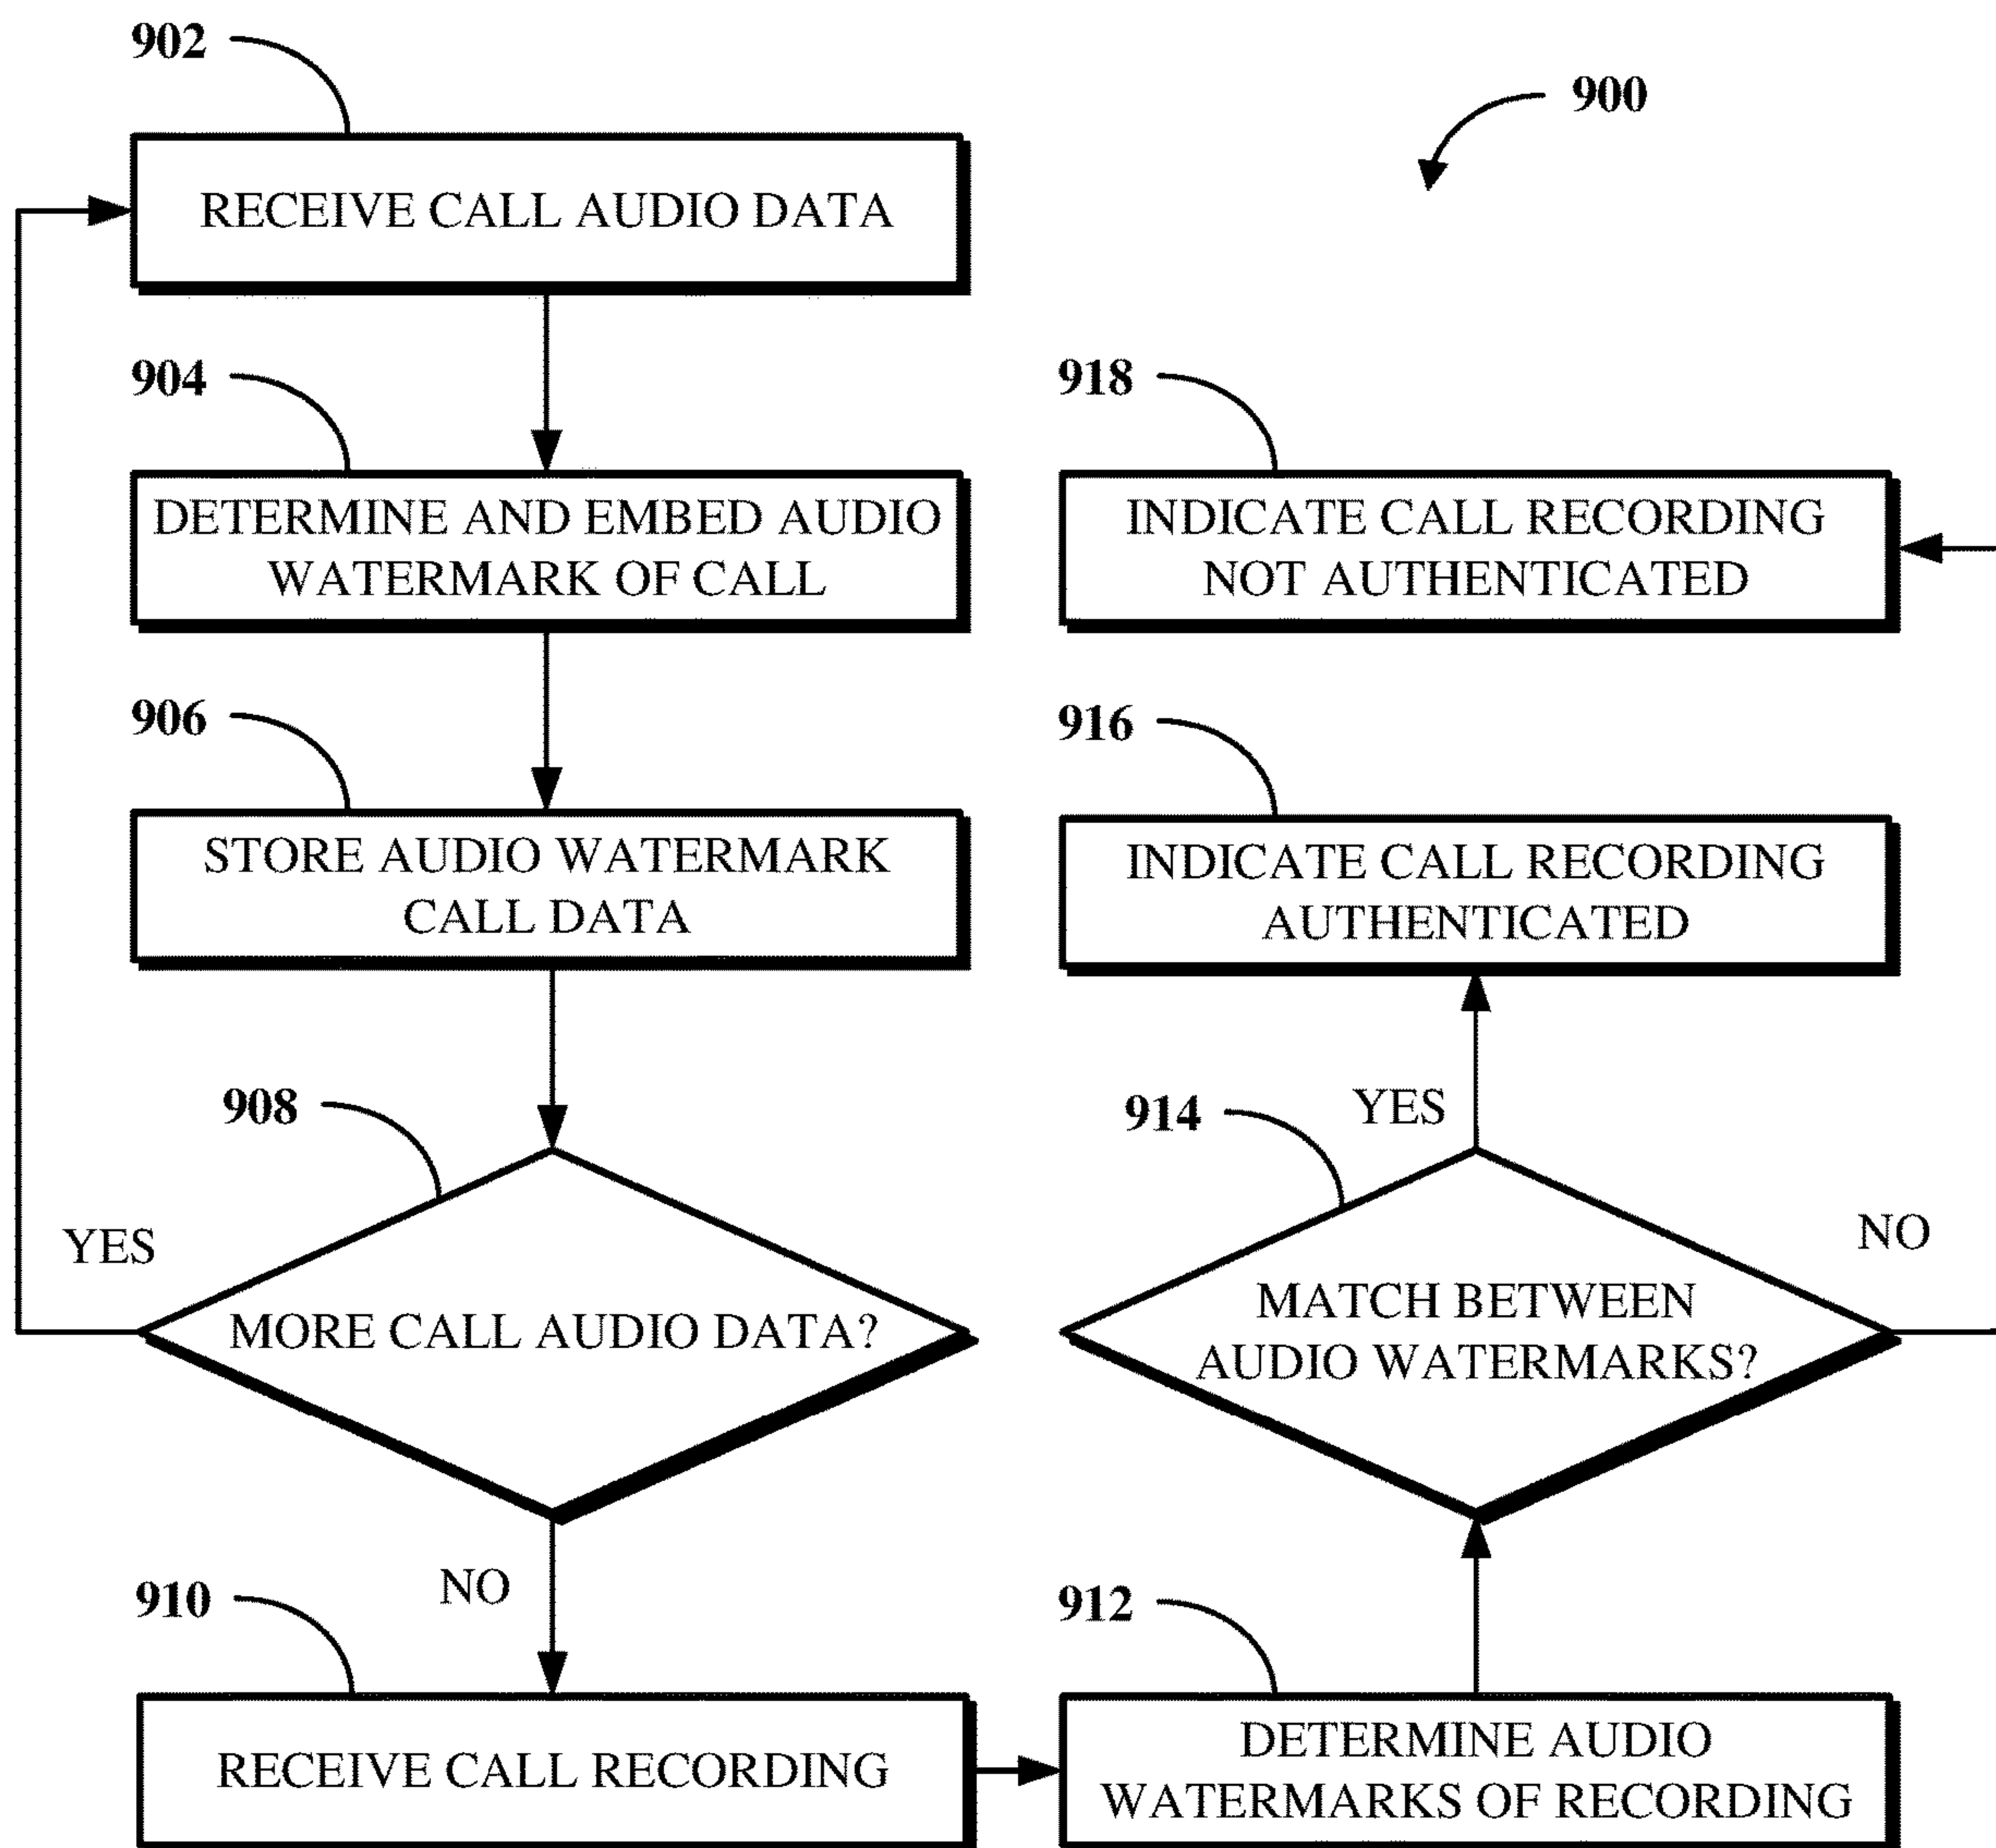 902
900
RECEIVE CALL AUDIO DATA
904
DETERMINE AND EMBED AUDIO
WATERMARK OF CALL
906
STORE AUDIO WATERMARK
CALL DATA
908
YES
MORE CALL AUDIO DATA?
NO
910
RECEIVE CALL RECORDING
912
DETERMINE AUDIO
WATERMARKS OF RECORDING
914
YES
NO
MATCH BETWEEN
AUDIO WATERMARKS?
916
INDICATE CALL RECORDING
AUTHENTICATED
918
INDICATE CALL RECORDING
NOT AUTHENTICATED